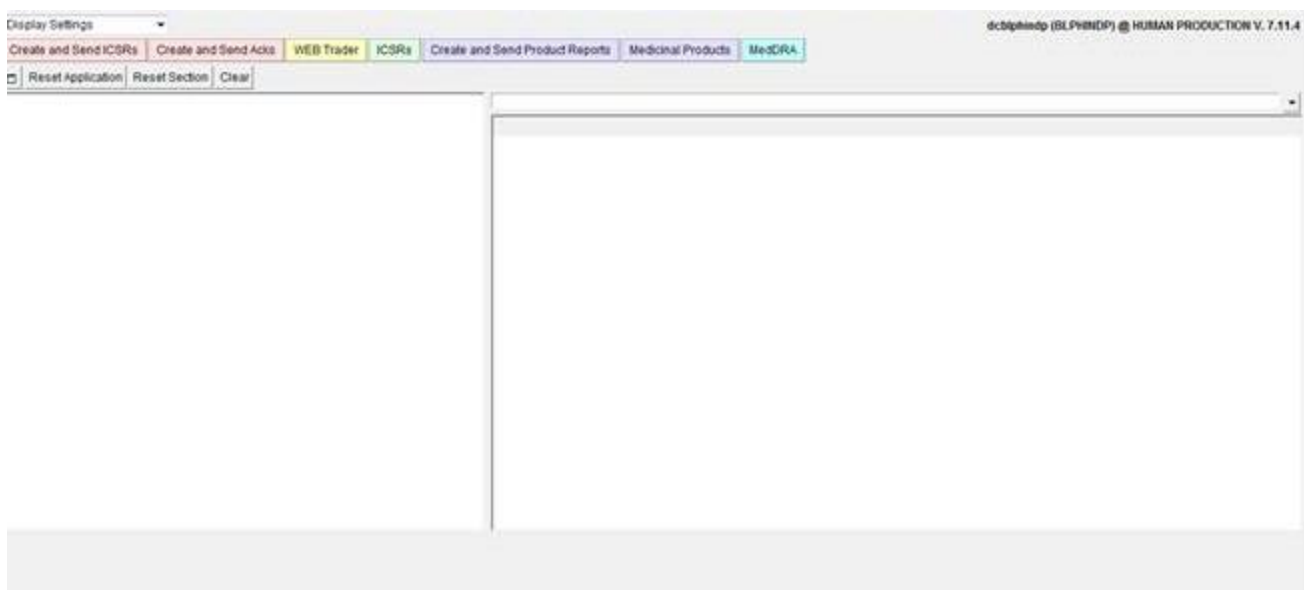 Display Settings
dcblphindp (BLPHINDP) @ HUMAN PRODUCTION V. 7.11.4
Create and Send ICSRs Create and Send Acks WEB Trader ICSRs Create and Send Product Reports Medicinal Products MedDRA
Reset Application Reset Section Clear